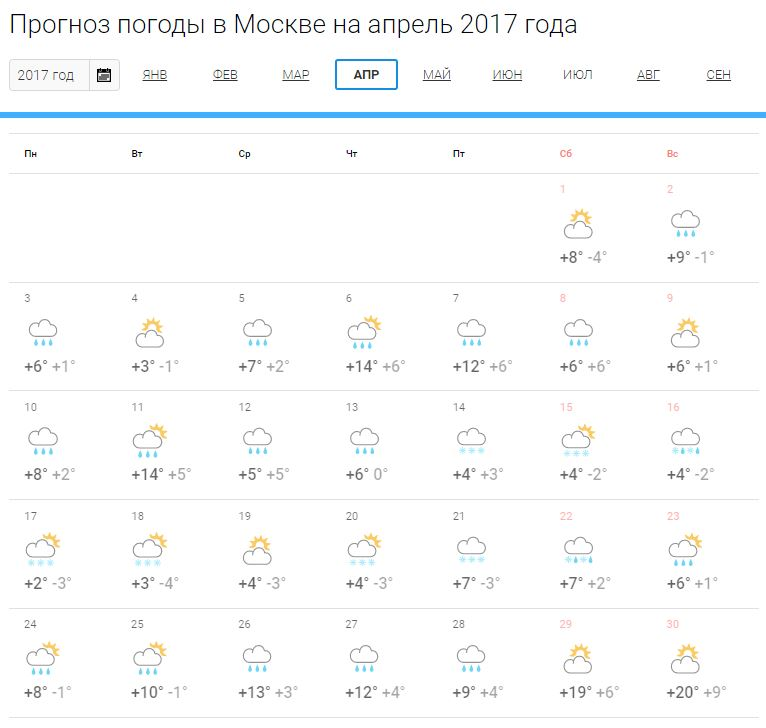 Прогноз погоды в Москве на апрель 2017 года
2017 год ЯНВ ФЕВ МАР АПР МАЙ ИЮН ИЮЛ АВГ СЕН
Пн Вт Ср Чт Пт Сб Вс
1 2
+8° -4° +9° -1°
3 4 5 6 7 8 9
+6° +1° +3° -1° +7° +2° +14° +6° +12° +6° +6° +6° +6° +1°
10 11 12 13 14 15 16
+8° +2° +14° +5° +5° +5° +6° 0° +4° +3° +4° -2° +4° -2°
17 18 19 20 21 22 23
+2° -3° +3° -4° +4° -3° +4° -3° +7° -3° +7° +2° +6° +1°
24 25 26 27 28 29 30
+8° -1° +10° -1° +13° +3° +12° +4° +9° +4° +19° +6° +20° +9°